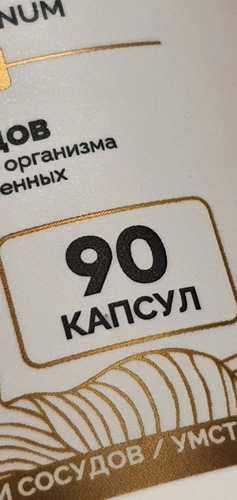 NUM
ДОВ
организма
енных
90
КАПСУЛ
И СОСУДОВ / УМСТ